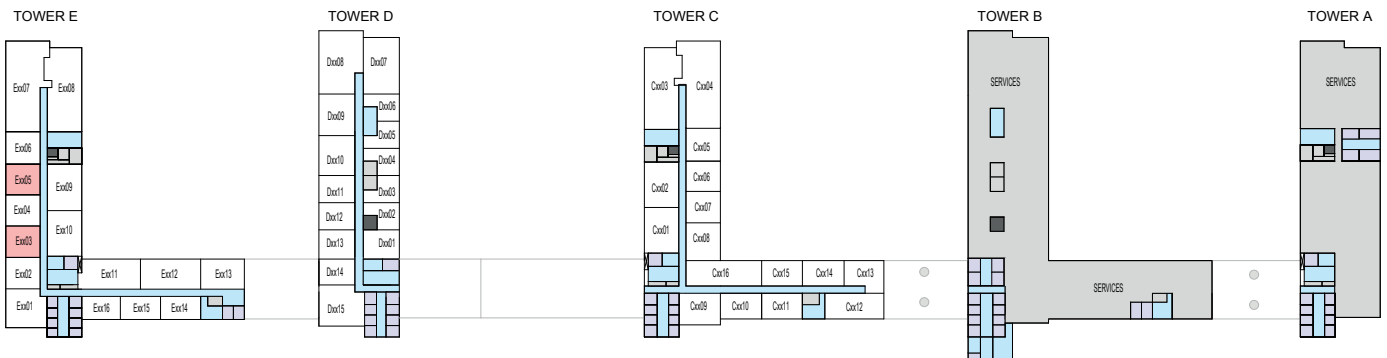 TOWER E
TOWER D
TOWER C
TOWER B
TOWER A
Exx07
Exx08
Exx06
Exx05
Exx04
Exx03
Exx02
Exx01
Exx09
Exx10
Exx11
Exx12
Exx13
Exx16
Exx15
Exx14
Dxx08
Dxx07
Dxx09
Dxx06
Dxx05
Dxx10
Dxx04
Dxx11
Dxx03
Dxx12
Dxx02
Dxx13
Dxx01
Dxx14
Dxx15
Cxx03
Cxx04
Cxx05
Cxx02
Cxx06
Cxx07
Cxx01
Cxx08
Cxx16
Cxx15
Cxx14
Cxx13
Cxx09
Cxx10
Cxx11
Cxx12
SERVICES
SERVICES
SERVICES